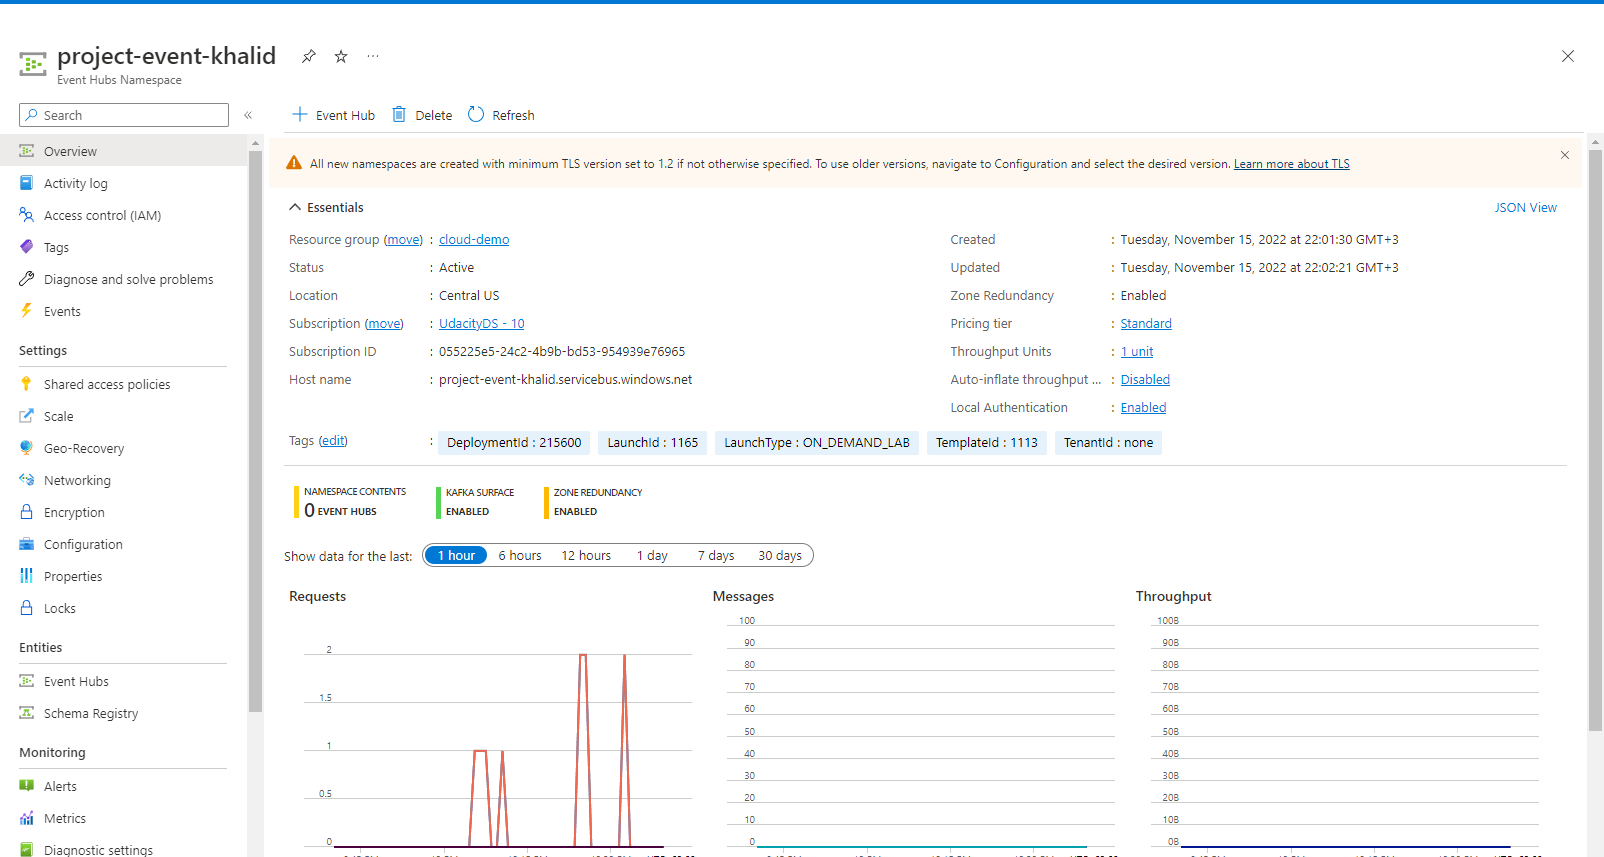 project-event-khalid
Event Hubs Namespace
Search
«
Event Hub
Delete
Refresh
Overview
Activity log
Access control (IAM)
Tags
Diagnose and solve problems
Events
Settings
Shared access policies
Scale
Geo-Recovery
Networking
Encryption
Configuration
Properties
Locks
Entities
Event Hubs
Schema Registry
Monitoring
Alerts
Metrics
Diagnostic settings
All new namespaces are created with minimum TLS version set to 1.2 if not otherwise specified. To use older versions, navigate to Configuration and select the desired version. Learn more about TLS
Essentials
JSON View
Resource group (move) : cloud-demo
Status : Active
Location : Central US
Subscription (move) : UdacityDS - 10
Subscription ID : 055225e5-24c2-4b9b-bd53-954939e76965
Host name : project-event-khalid.servicebus.windows.net
Created : Tuesday, November 15, 2022 at 22:01:30 GMT+3
Updated : Tuesday, November 15, 2022 at 22:02:21 GMT+3
Zone Redundancy : Enabled
Pricing tier : Standard
Throughput Units : 1 unit
Auto-inflate throughput ... : Disabled
Local Authentication : Enabled
Tags (edit) : DeploymentId : 215600 LaunchId : 1165 LaunchType : ON_DEMAND_LAB TemplateId : 1113 TenantId : none
NAMESPACE CONTENTS
0 EVENT HUBS
KAFKA SURFACE
ENABLED
ZONE REDUNDANCY
ENABLED
Show data for the last: 1 hour 6 hours 12 hours 1 day 7 days 30 days
Requests
2
1.5
1
0.5
0
Messages
100
90
80
70
60
50
40
30
20
10
0
Throughput
100B
90B
80B
70B
60B
50B
40B
30B
20B
10B
0B